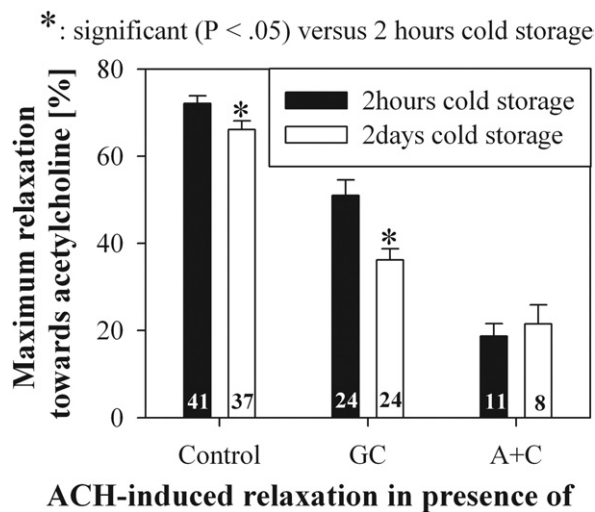 *: significant (P < .05) versus 2 hours cold storage
80
60
40
20
0
Maximum relaxation
towards acetylcholine [%]
2hours cold storage
2days cold storage
*
*
41 37 24 24 11 8
Control GC A+C
ACH-induced relaxation in presence of